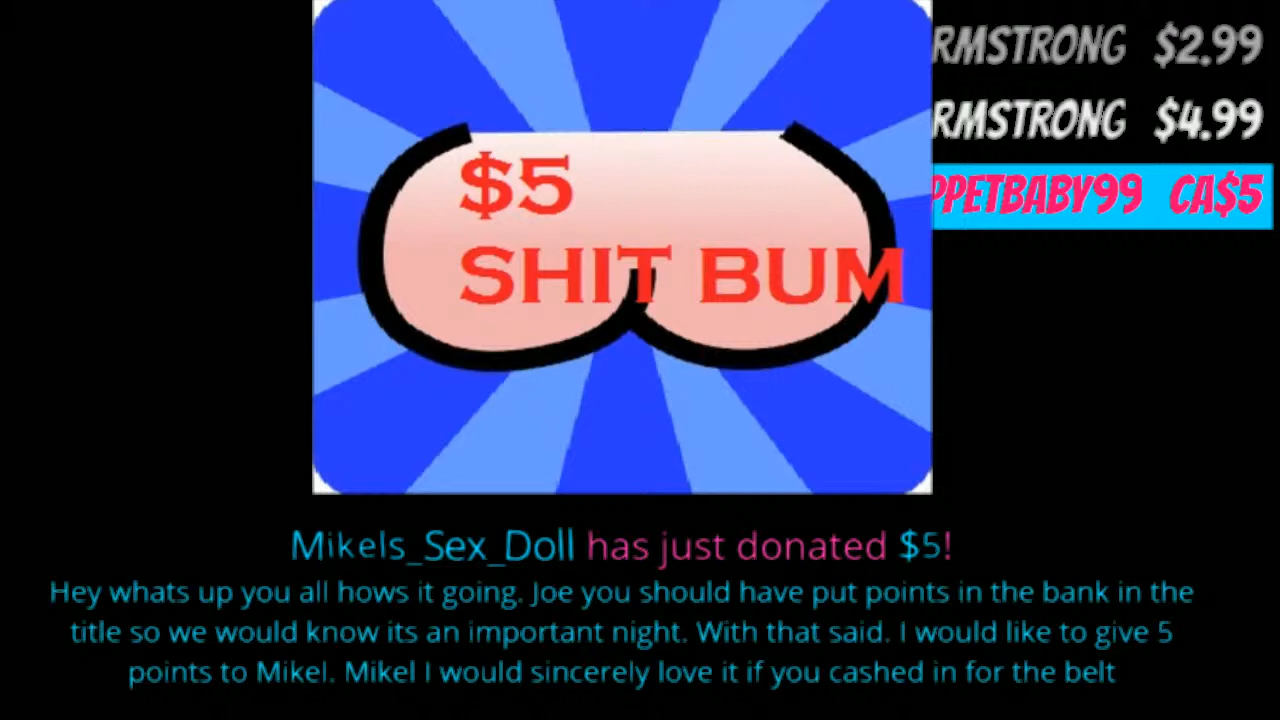 RMSTRONG $2.99
RMSTRONG $4.99
PPETBABY99 CA$5
$5
SHIT BUM
Mikels_Sex_Doll has just donated $5!
Hey whats up you all hows it going. Joe you should have put points in the bank in the
title so we would know its an important night. With that said. I would like to give 5
points to Mikel. Mikel I would sincerely love it if you cashed in for the belt